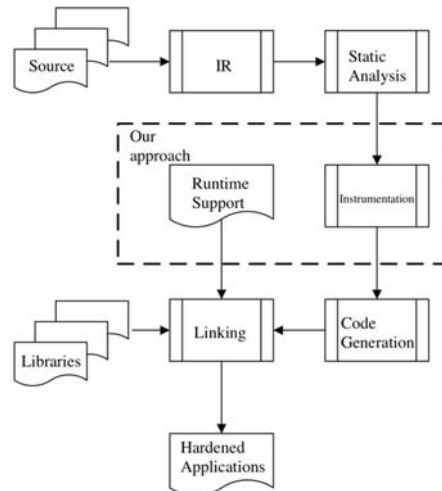 Source
IR
Static
Analysis
Our
approach
Runtime
Support
Instrumentation
Libraries
Linking
Code
Generation
Hardened
Applications